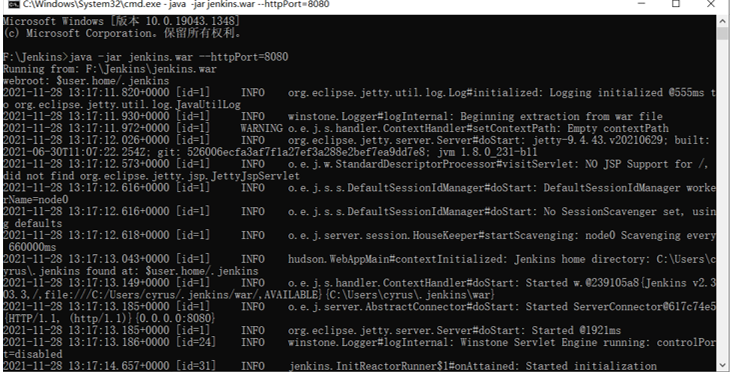 C:\Windows\System32\cmd.exe - java -jar jenkins.war --httpPort=8080
Microsoft Windows [版本 10.0.19043.1348]
(c) Microsoft Corporation。保留所有权利。
F:\Jenkins>java -jar jenkins.war --httpPort=8080
Running from: F:\Jenkins\jenkins.war
webroot: $user.home/.jenkins
2021-11-28 13:17:11.820+0000 [id=1] INFO org.eclipse.jetty.util.log.Log#initialized: Logging initialized @555ms t
o org.eclipse.jetty.util.log.JavaUtilLog
2021-11-28 13:17:11.930+0000 [id=1] INFO winstone.Logger#logInternal: Beginning extraction from war file
2021-11-28 13:17:11.972+0000 [id=1] WARNING o.e.j.s.handler.ContextHandler#setContextPath: Empty contextPath
2021-11-28 13:17:12.026+0000 [id=1] INFO org.eclipse.jetty.server.Server#doStart: jetty-9.4.43.v20210629; built:
2021-06-30T11:07:22.254Z; git: 526006ecfa3af7f1a27ef3a288e2bef7ea9dd7e8; jvm 1.8.0_231-b11
2021-11-28 13:17:12.573+0000 [id=1] INFO o.e.j.w.StandardDescriptorProcessor#visitServlet: NO JSP Support for /,
did not find org.eclipse.jetty.jsp.JettyJspServlet
2021-11-28 13:17:12.616+0000 [id=1] INFO o.e.j.s.s.DefaultSessionIdManager#doStart: DefaultSessionIdManager worke
rName=node0
2021-11-28 13:17:12.616+0000 [id=1] INFO o.e.j.s.s.DefaultSessionIdManager#doStart: No SessionScavenger set, usin
g defaults
2021-11-28 13:17:12.618+0000 [id=1] INFO o.e.j.server.session.HouseKeeper#startScavenging: node0 Scavenging every
660000ms
2021-11-28 13:17:13.043+0000 [id=1] INFO hudson.WebAppMain#contextInitialized: Jenkins home directory: C:\Users\c
yrus\.jenkins found at: $user.home/.jenkins
2021-11-28 13:17:13.149+0000 [id=1] INFO o.e.j.s.handler.ContextHandler#doStart: Started w.@239105a8{Jenkins v2.3
03.3,/,file:///C:/Users/cyrus/.jenkins/war/,AVAILABLE}{C:\Users\cyrus\.jenkins\war}
2021-11-28 13:17:13.185+0000 [id=1] INFO o.e.j.server.AbstractConnector#doStart: Started ServerConnector@617c74e5
{HTTP/1.1, (http/1.1)}{0.0.0.0:8080}
2021-11-28 13:17:13.185+0000 [id=1] INFO org.eclipse.jetty.server.Server#doStart: Started @1921ms
2021-11-28 13:17:13.186+0000 [id=24] INFO winstone.Logger#logInternal: Winstone Servlet Engine running: controlPor
t=disabled
2021-11-28 13:17:14.657+0000 [id=31] INFO jenkins.InitReactorRunner$1#onAttained: Started initialization